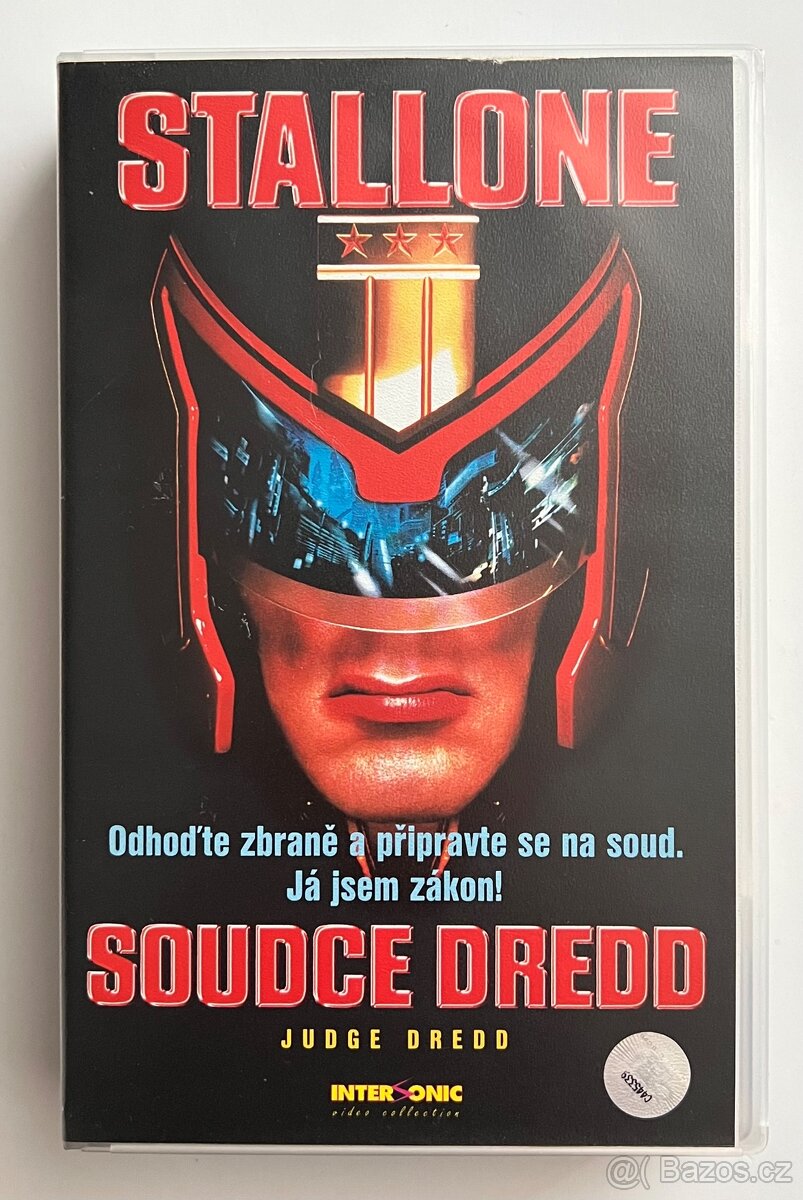 STALLONE
Odhoďte zbraně a připravte se na soud.
Já jsem zákon!
SOUDCE DREDD
JUDGE DREDD
INTERSONIC
video collection
C445339
@( Bazos.cz